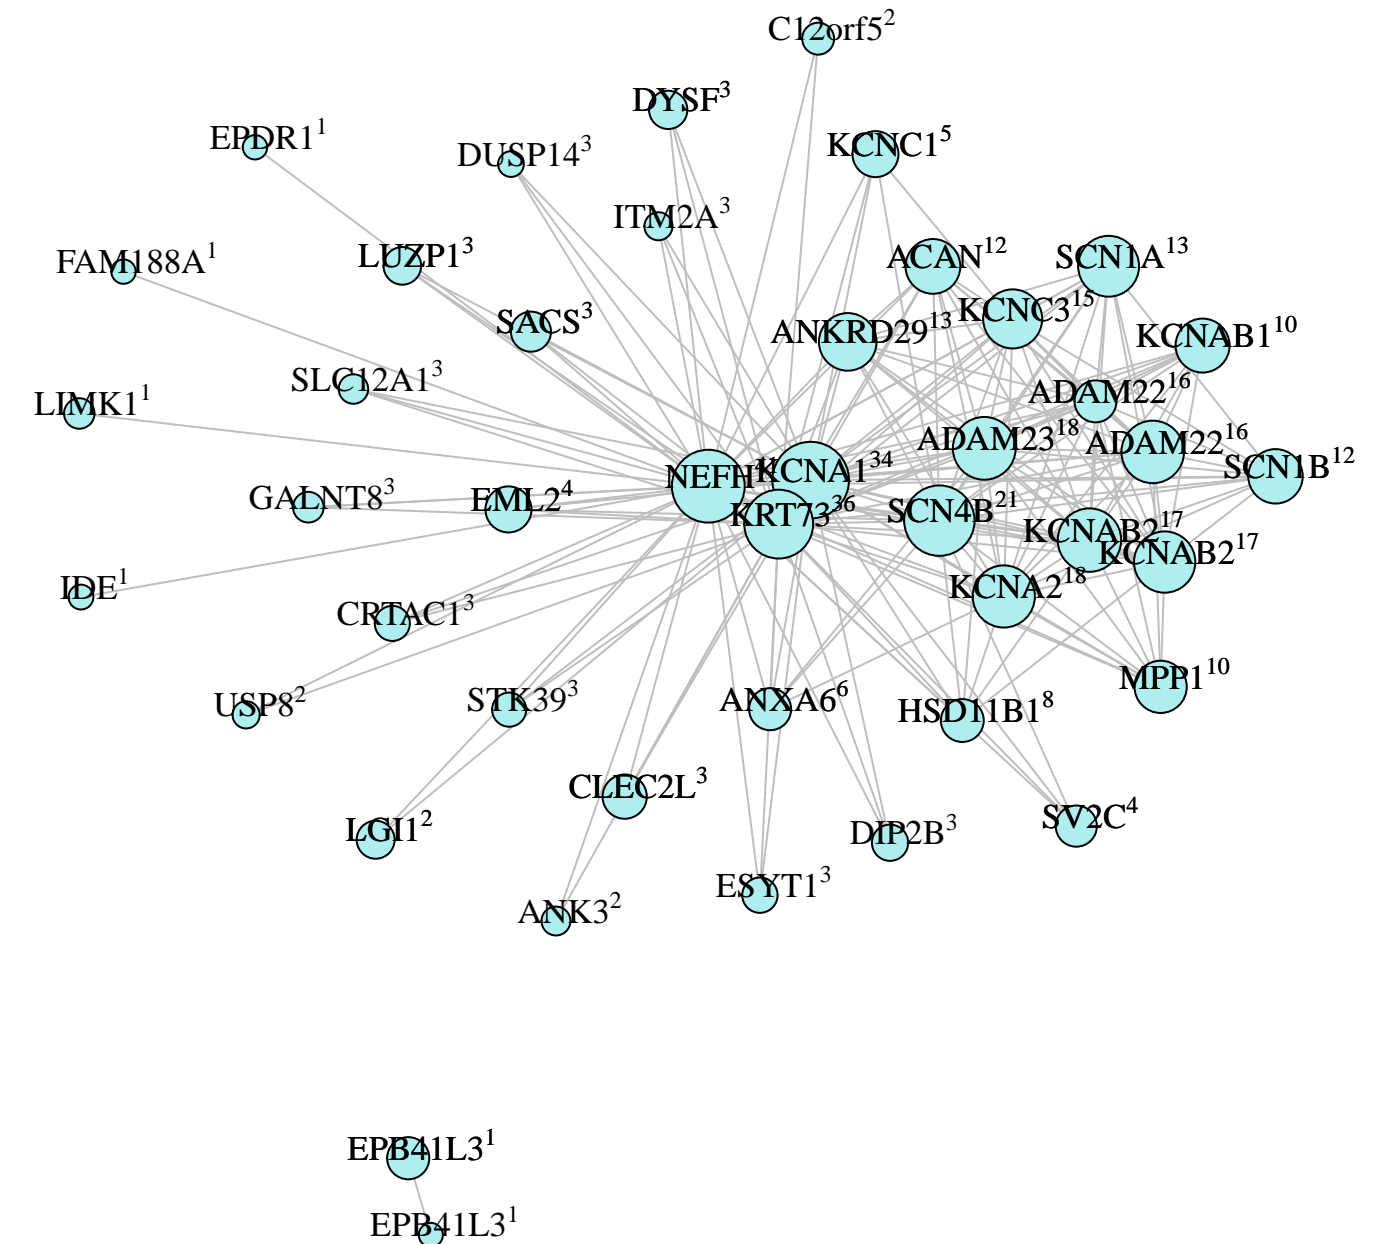 C12orf5²
DYSF³
EPDR1¹
DUSP14³
KCNC1⁵
ITM2A³
FAM188A¹
LUZP1³
ACAN¹²
SCN1A¹³
SACS³
ANKRD29¹³
KCNC3¹⁵
KCNAB1¹⁰
SLC12A1³
ADAM22¹⁶
LIMK1¹
ADAM23¹⁸
ADAM22¹⁶
NEFH
KCNA1³⁴
SCN1B¹²
GALNT8³
EML2⁴
KRT73³⁶
SCN4B²¹
KCNAB2¹⁷
KCNAB2¹⁷
IDE¹
KCNA2¹⁸
CRTAC1³
USP8²
STK39³
ANXA6⁶
HSD11B1⁸
MPP1¹⁰
CLEC2L³
LGI1²
DIP2B³
SV2C⁴
ANK3²
ESYT1³
EPB41L3¹
EPB41L3¹